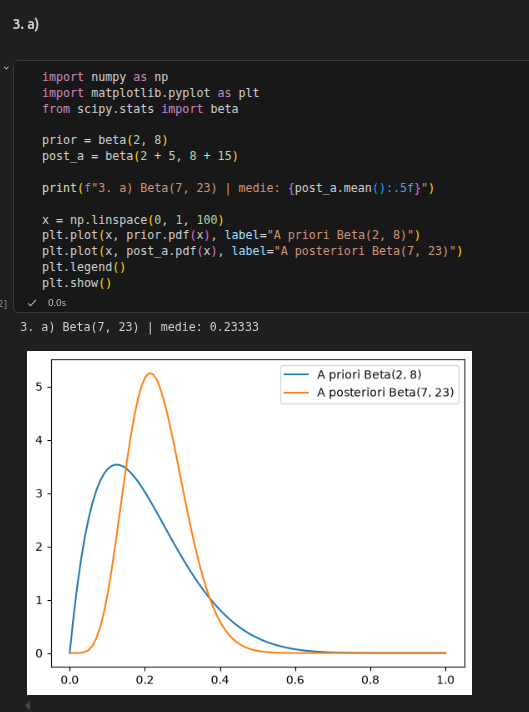 3. a)
import numpy as np
import matplotlib.pyplot as plt
from scipy.stats import beta
prior = beta(2, 8)
post_a = beta(2 + 5, 8 + 15)
print(f"3. a) Beta(7, 23) | medie: {post_a.mean():.5f}")
x = np.linspace(0, 1, 100)
plt.plot(x, prior.pdf(x), label="A priori Beta(2, 8)")
plt.plot(x, post_a.pdf(x), label="A posteriori Beta(7, 23)")
plt.legend()
plt.show()
2]
0.0s
3. a) Beta(7, 23) | medie: 0.23333
A priori Beta(2, 8)
A posteriori Beta(7, 23)
5
4
3
2
1
0
0.0 0.2 0.4 0.6 0.8 1.0